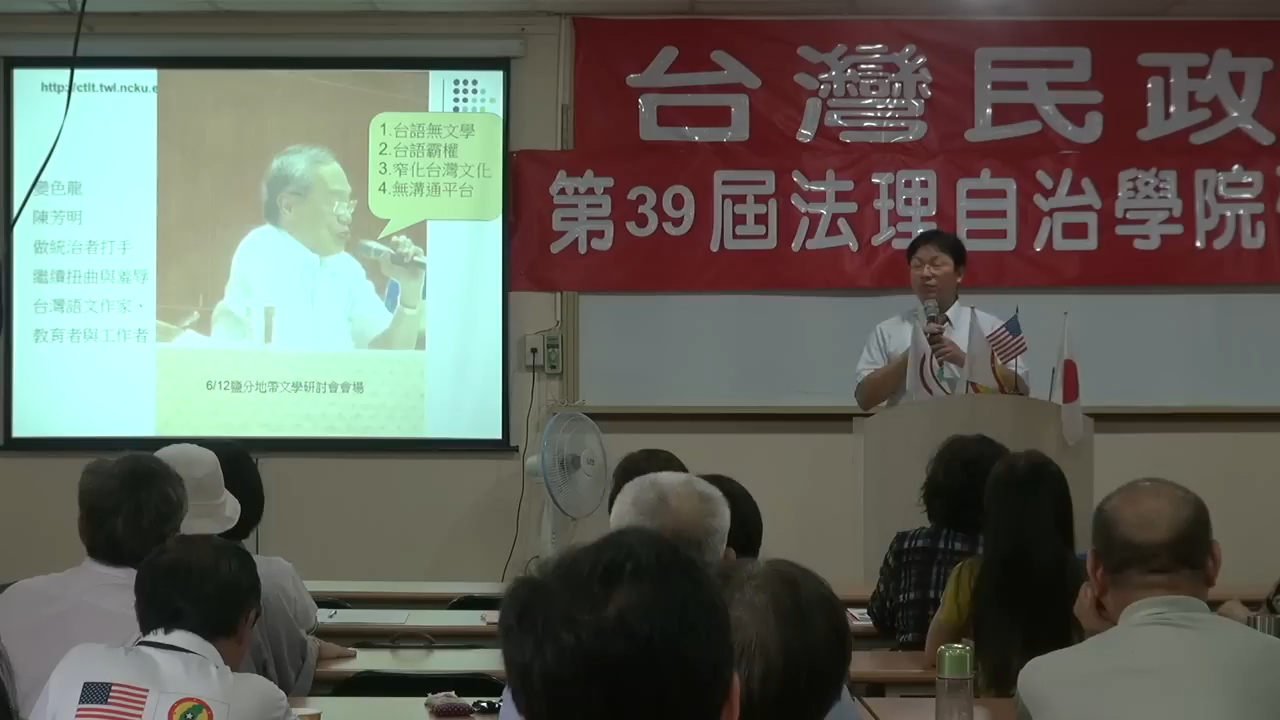 http://ctlt.twl.ncku.e
變色龍
陳芳明
做統治者打手
繼續扭曲與羞辱
台灣語文作家、
教育者與工作者
1.台語無文學
2.台語霸權
3.窄化台灣文化
4.無溝通平台
6/12鹽分地帶文學研討會會場
台灣民政
第39屆法理自治學院